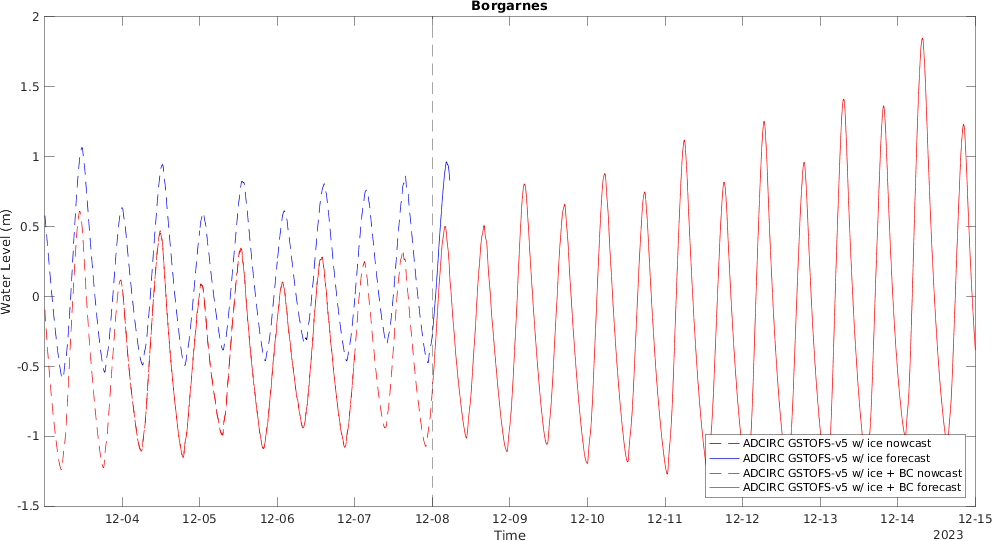 Borgarnes
2
1.5
1
0.5
0
-0.5
-1
-1.5
Water Level (m)
12-04 12-05 12-06 12-07 12-08 12-09 12-10 12-11 12-12 12-13 12-14 12-15
Time
2023
ADCIRC GSTOFS-v5 w/ ice nowcast
ADCIRC GSTOFS-v5 w/ ice forecast
ADCIRC GSTOFS-v5 w/ ice + BC nowcast
ADCIRC GSTOFS-v5 w/ ice + BC forecast